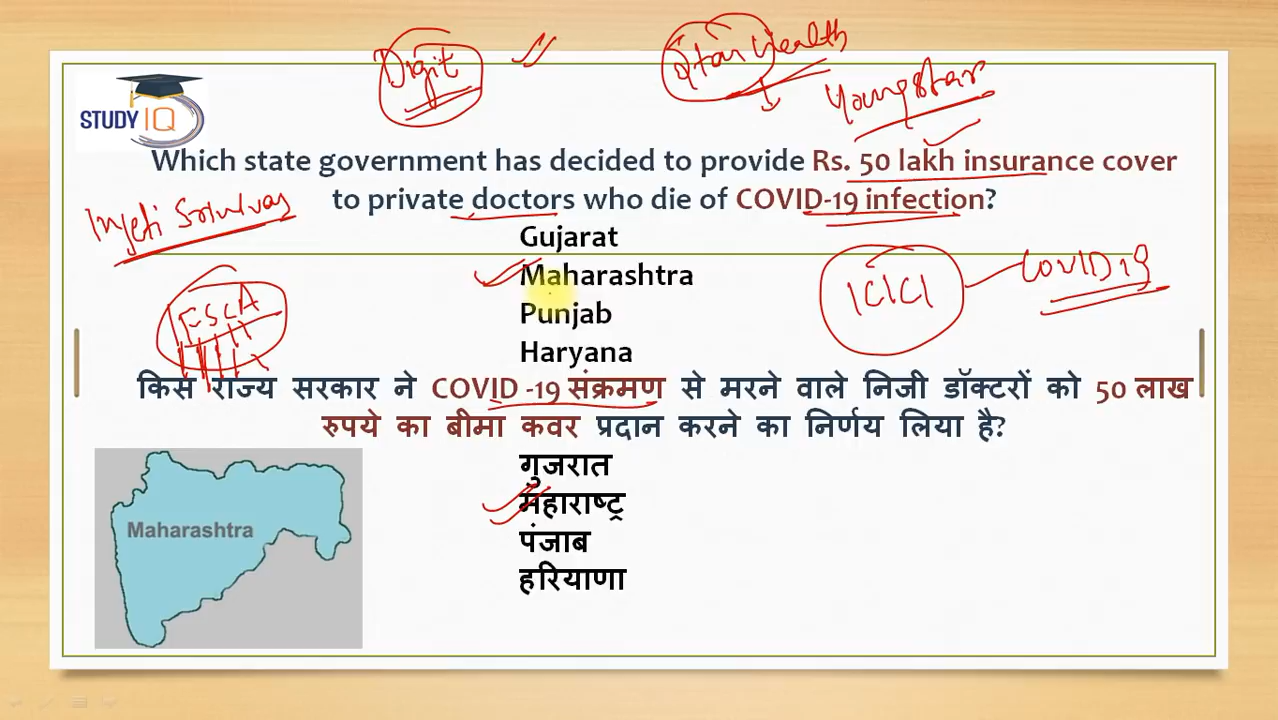 Digit
Star Health
Youngstar
STUDY IQ
Which state government has decided to provide Rs. 50 lakh insurance cover
to private doctors who die of COVID-19 infection?
Injeti Srinivas
Gujarat
Maharashtra
Punjab
Haryana
ICICI
COVID19
किस राज्य सरकार ने COVID -19 संक्रमण से मरने वाले निजी डॉक्टरों को 50 लाख
रुपये का बीमा कवर प्रदान करने का निर्णय लिया है?
गुजरात
महाराष्ट्र
पंजाब
हरियाणा
Maharashtra